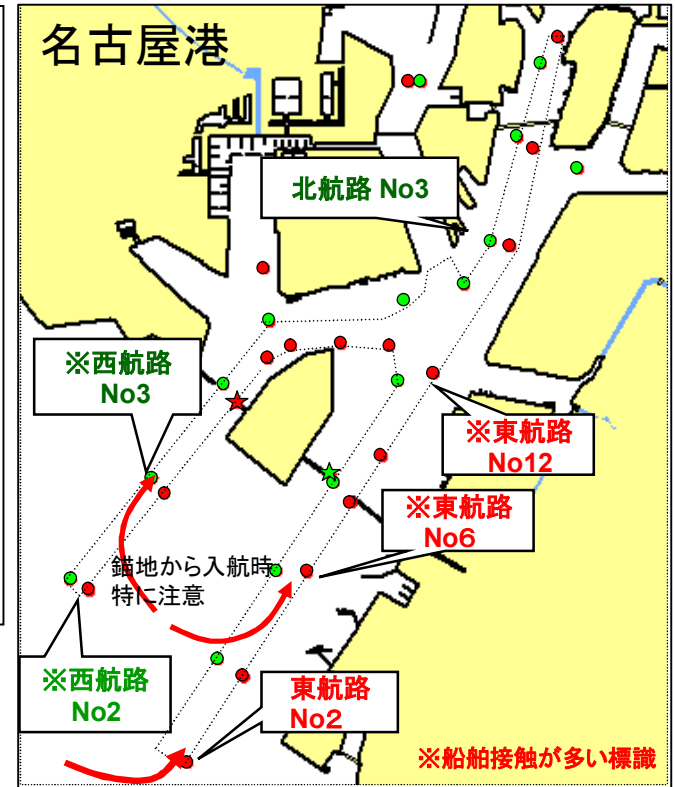 名古屋港
北航路 No3
※西航路
No3
※東航路
No12
※東航路
No6
錨地から入航時
特に注意
※西航路
No2
東航路
No2
※船舶接触が多い標識